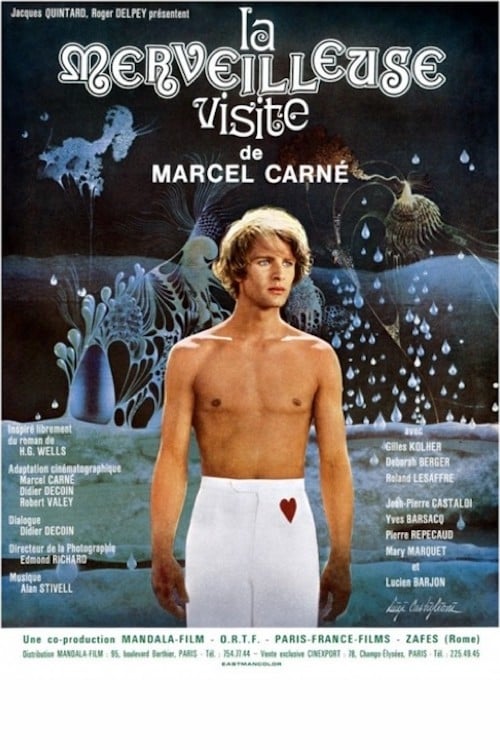 Jacques QUINTARD, Roger DELPEY présentent
la
MERVEILLEUSE
visite
de
MARCEL CARNÉ
Inspiré librement
du roman de
H.G. WELLS
Adaptation cinématographique
Marcel CARNÉ
Didier DECOIN
Robert VALEY
Dialogue
Didier DECOIN
Directeur de la Photographie
Edmond RICHARD
Musique
Alan STIVELL
avec
Gilles KOLHER
Deborah BERGER
Roland LESAFFRE
Jean-Pierre CASTALDI
Yves BARSACQ
Pierre REPECAUD
Mary MARQUET
et
Lucien BARJON
Une co-production MANDALA-FILM - O.R.T.F. - PARIS-FRANCE-FILMS - ZAFES (Rome)
Distribution MANDALA-FILM : 95, boulevard Berthier, PARIS - Tél. : 754.77.44 - Vente exclusive CINEXPORT : 78, Champs-Élysées, PARIS - Tél. : 225.49.45
EASTMANCOLOR